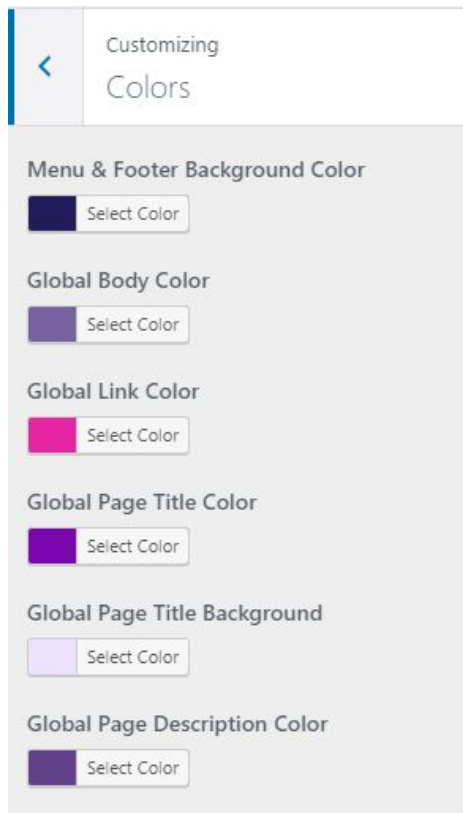 Customizing
Colors
Menu & Footer Background Color
Select Color
Global Body Color
Select Color
Global Link Color
Select Color
Global Page Title Color
Select Color
Global Page Title Background
Select Color
Global Page Description Color
Select Color